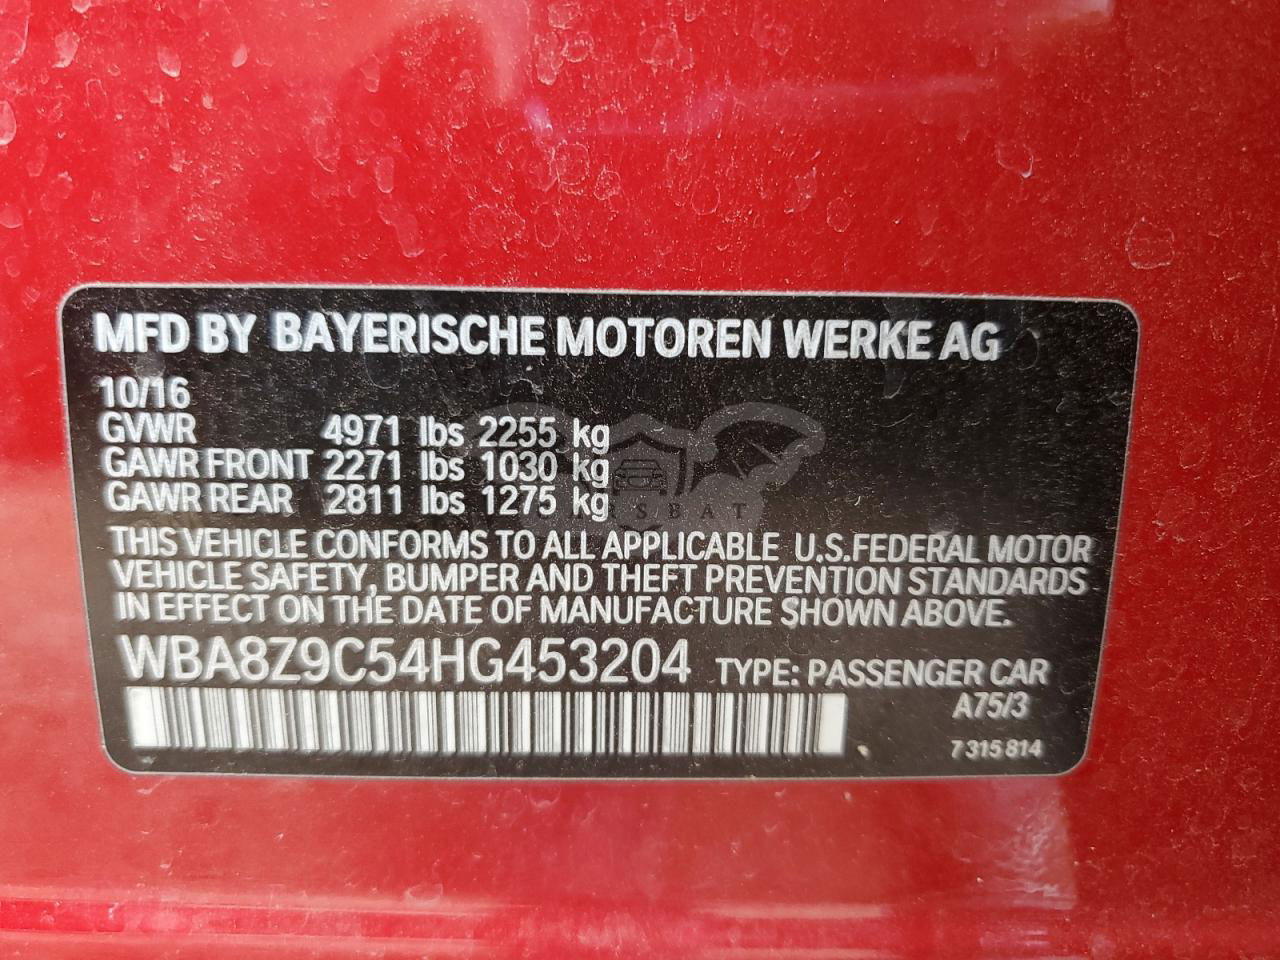 MFD BY BAYERISCHE MOTOREN WERKE AG
10/16
GVWR 4971 lbs 2255 kg
GAWR FRONT 2271 lbs 1030 kg
GAWR REAR 2811 lbs 1275 kg
CARSBAT
THIS VEHICLE CONFORMS TO ALL APPLICABLE U.S.FEDERAL MOTOR
VEHICLE SAFETY, BUMPER AND THEFT PREVENTION STANDARDS
IN EFFECT ON THE DATE OF MANUFACTURE SHOWN ABOVE.
WBA8Z9C54HG453204 TYPE: PASSENGER CAR
A75/3
7 315 814